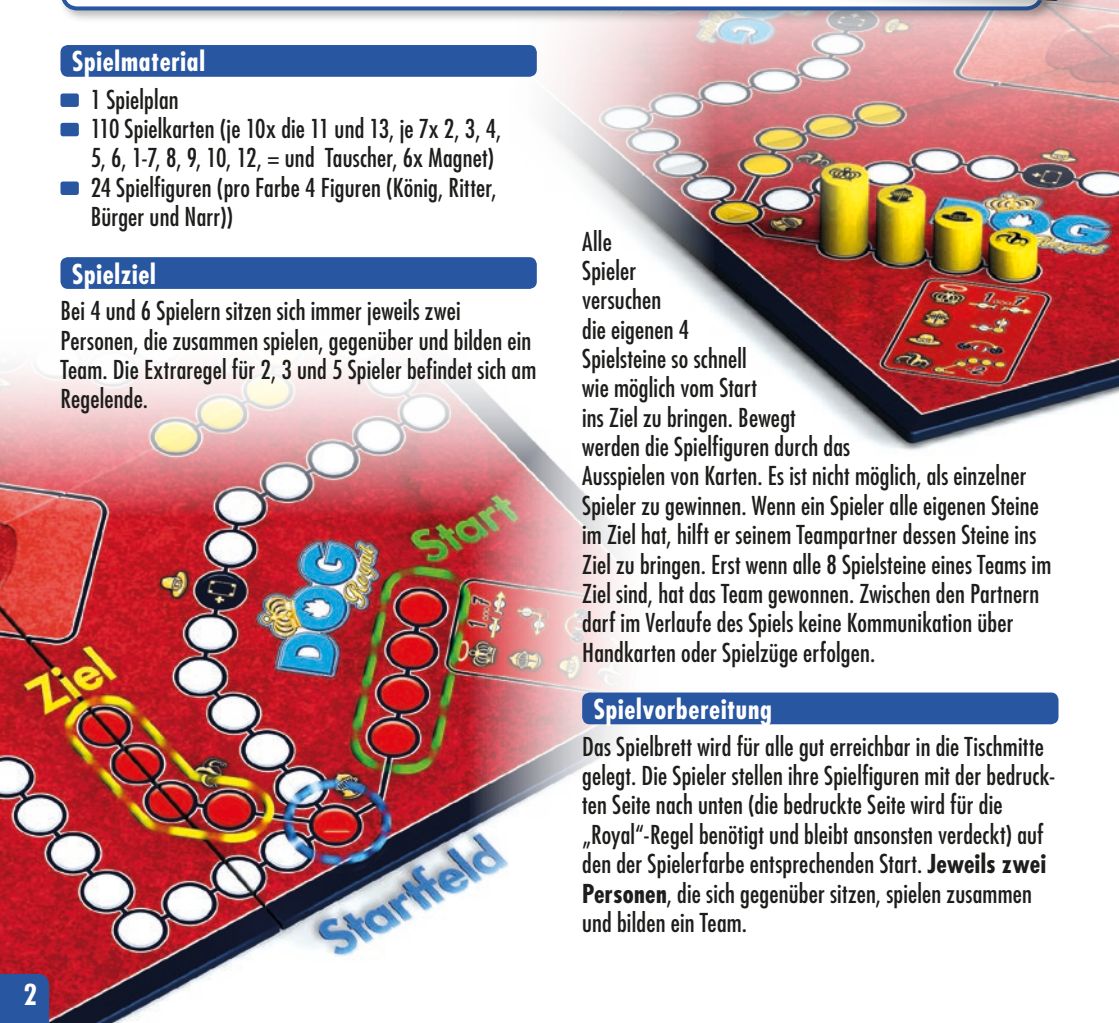 Spielmaterial
1 Spielplan
110 Spielkarten (je 10x die 11 und 13, je 7x 2, 3, 4,
5, 6, 1-7, 8, 9, 10, 12, = und Tauscher, 6x Magnet)
24 Spielfiguren (pro Farbe 4 Figuren (König, Ritter,
Bürger und Narr))
Spielziel
Bei 4 und 6 Spielern sitzen sich immer jeweils zwei
Personen, die zusammen spielen, gegenüber und bilden ein
Team. Die Extraregel für 2, 3 und 5 Spieler befindet sich am
Regelende.
Start
DOG
Royal
1 7
Ziel
Startfeld
DOG
1 7
2
Alle
Spieler
versuchen
die eigenen 4
Spielsteine so schnell
wie möglich vom Start
ins Ziel zu bringen. Bewegt
werden die Spielfiguren durch das
Ausspielen von Karten. Es ist nicht möglich, als einzelner
Spieler zu gewinnen. Wenn ein Spieler alle eigenen Steine
im Ziel hat, hilft er seinem Teampartner dessen Steine ins
Ziel zu bringen. Erst wenn alle 8 Spielsteine eines Teams im
Ziel sind, hat das Team gewonnen. Zwischen den Partnern
darf im Verlaufe des Spiels keine Kommunikation über
Handkarten oder Spielzüge erfolgen.
Spielvorbereitung
Das Spielbrett wird für alle gut erreichbar in die Tischmitte
gelegt. Die Spieler stellen ihre Spielfiguren mit der bedruck-
ten Seite nach unten (die bedruckte Seite wird für die
„Royal“-Regel benötigt und bleibt ansonsten verdeckt) auf
den der Spielerfarbe entsprechenden Start. Jeweils zwei
Personen, die sich gegenüber sitzen, spielen zusammen
und bilden ein Team.
2